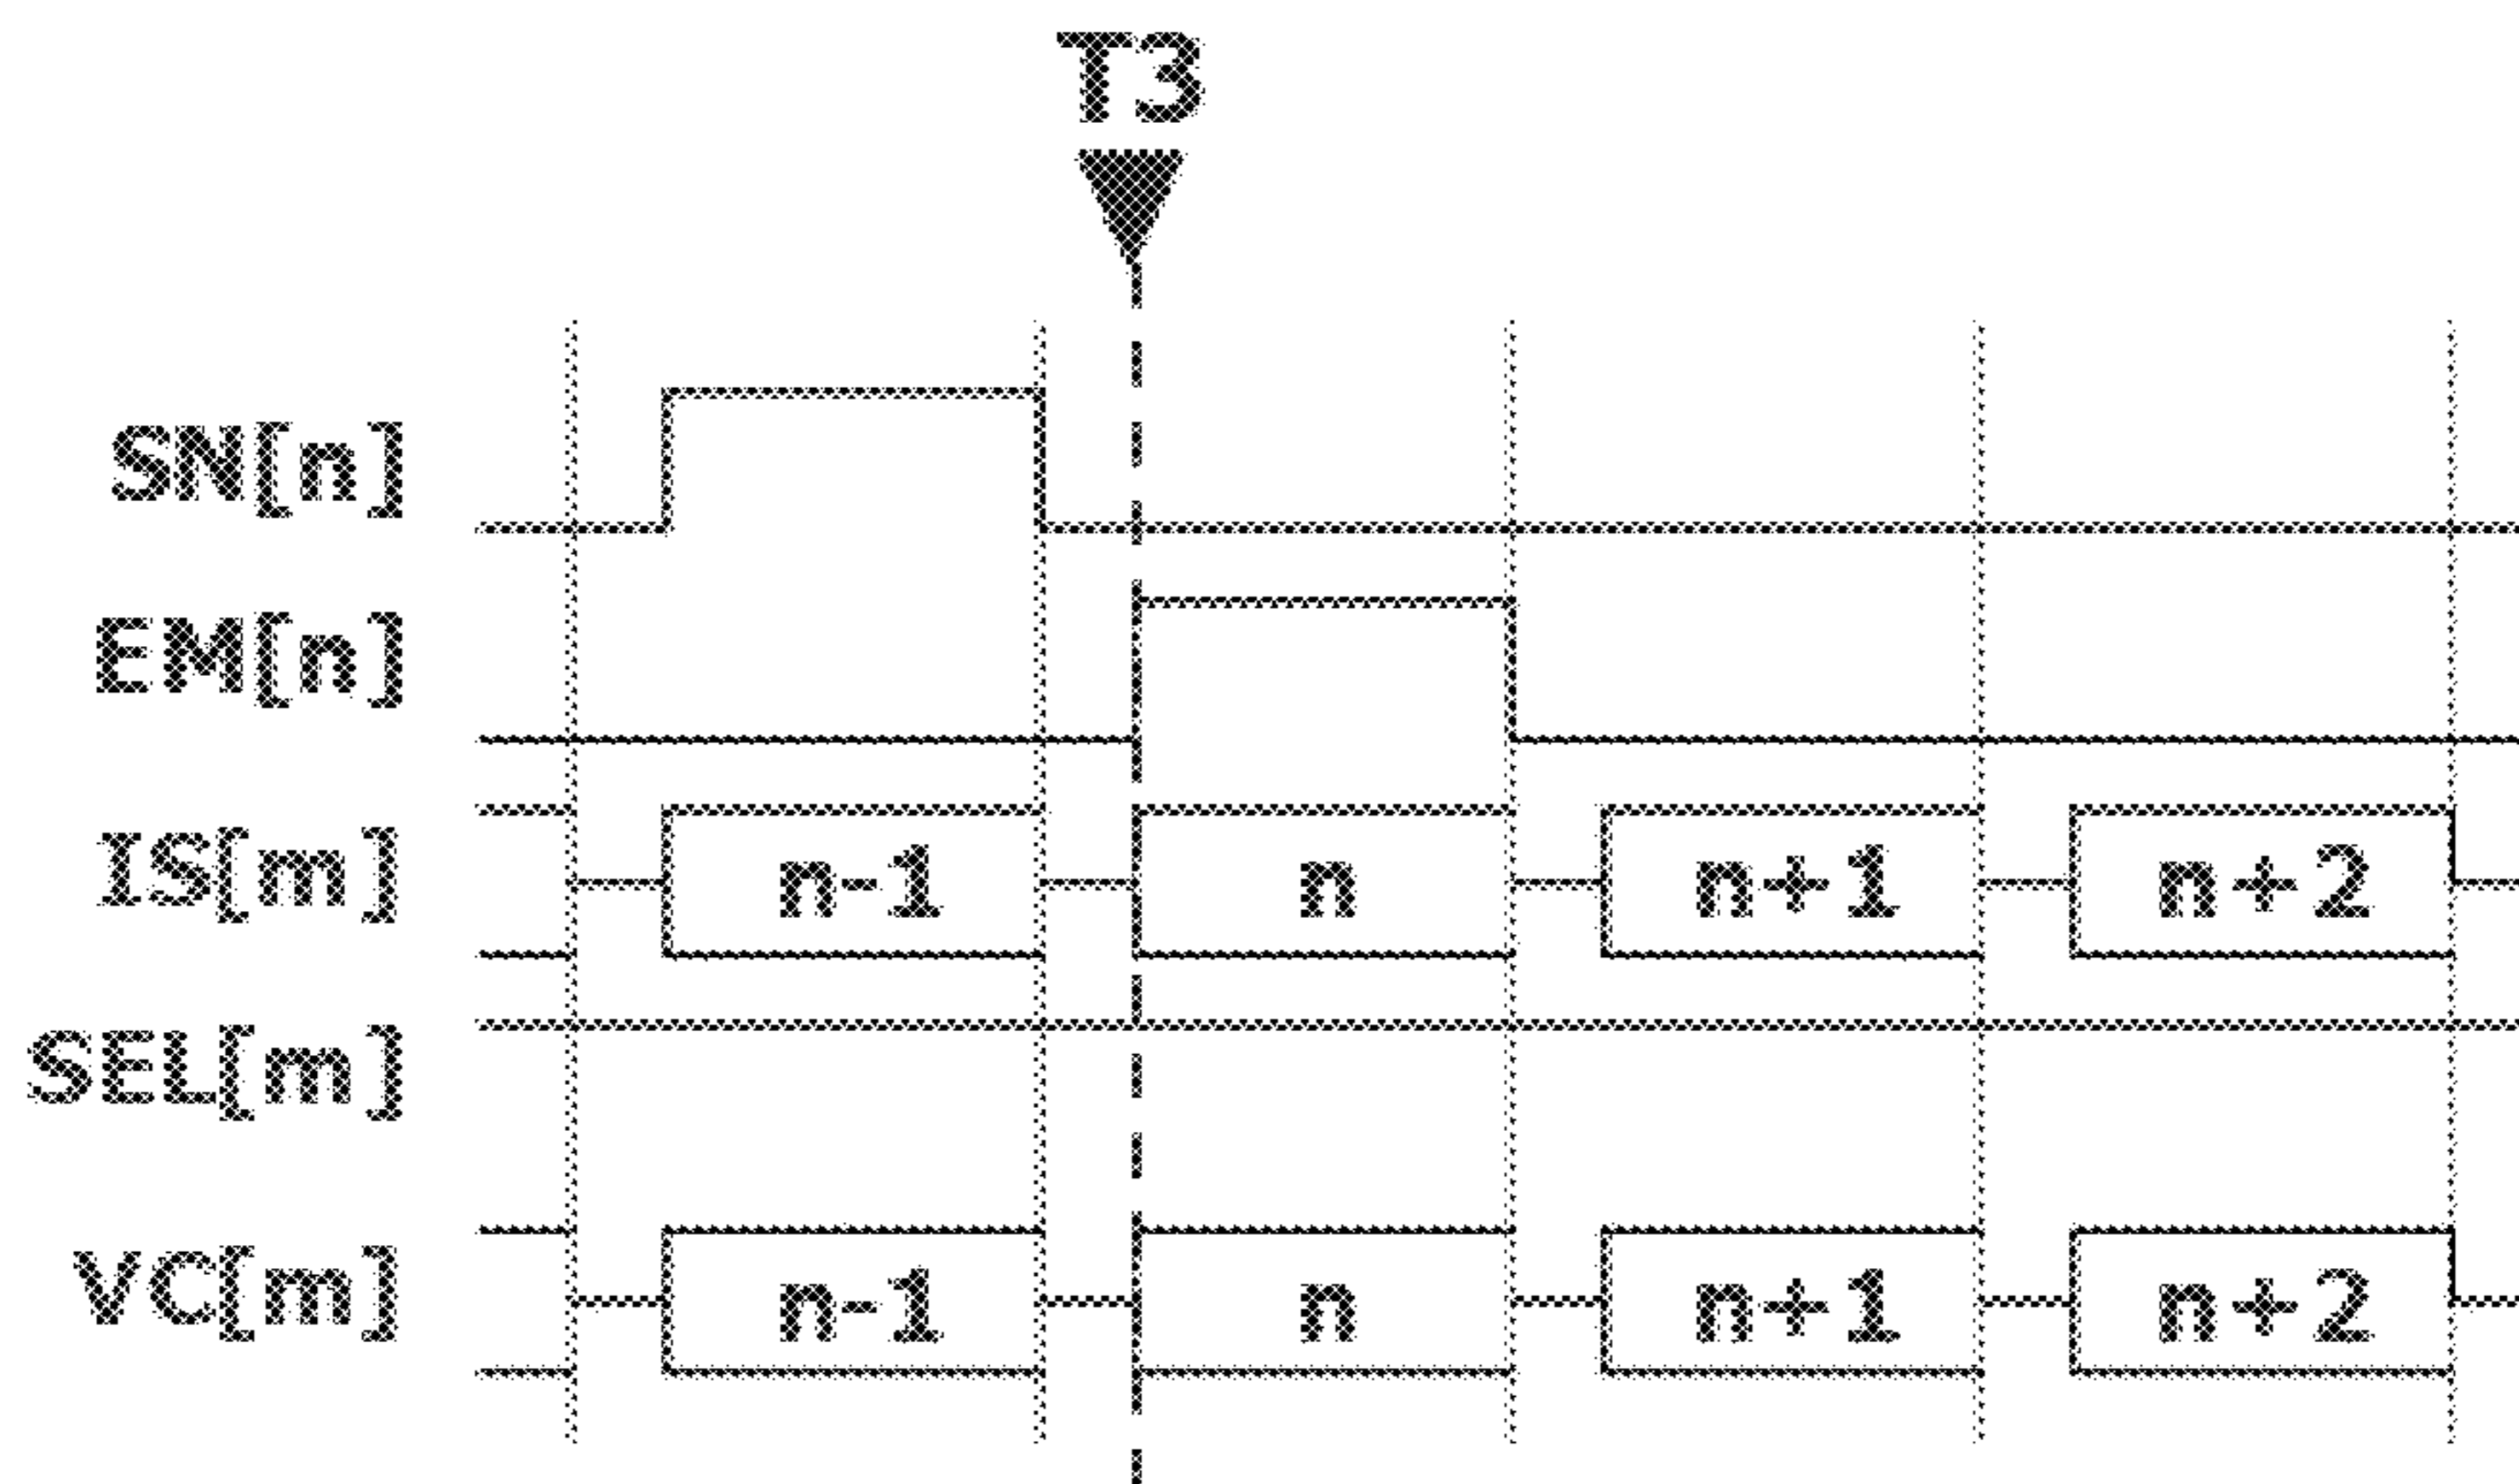 T3
SN[n]
EM[n]
IS[m] n-1 n n+1 n+2
SEL[m]
VC[m] n-1 n n+1 n+2